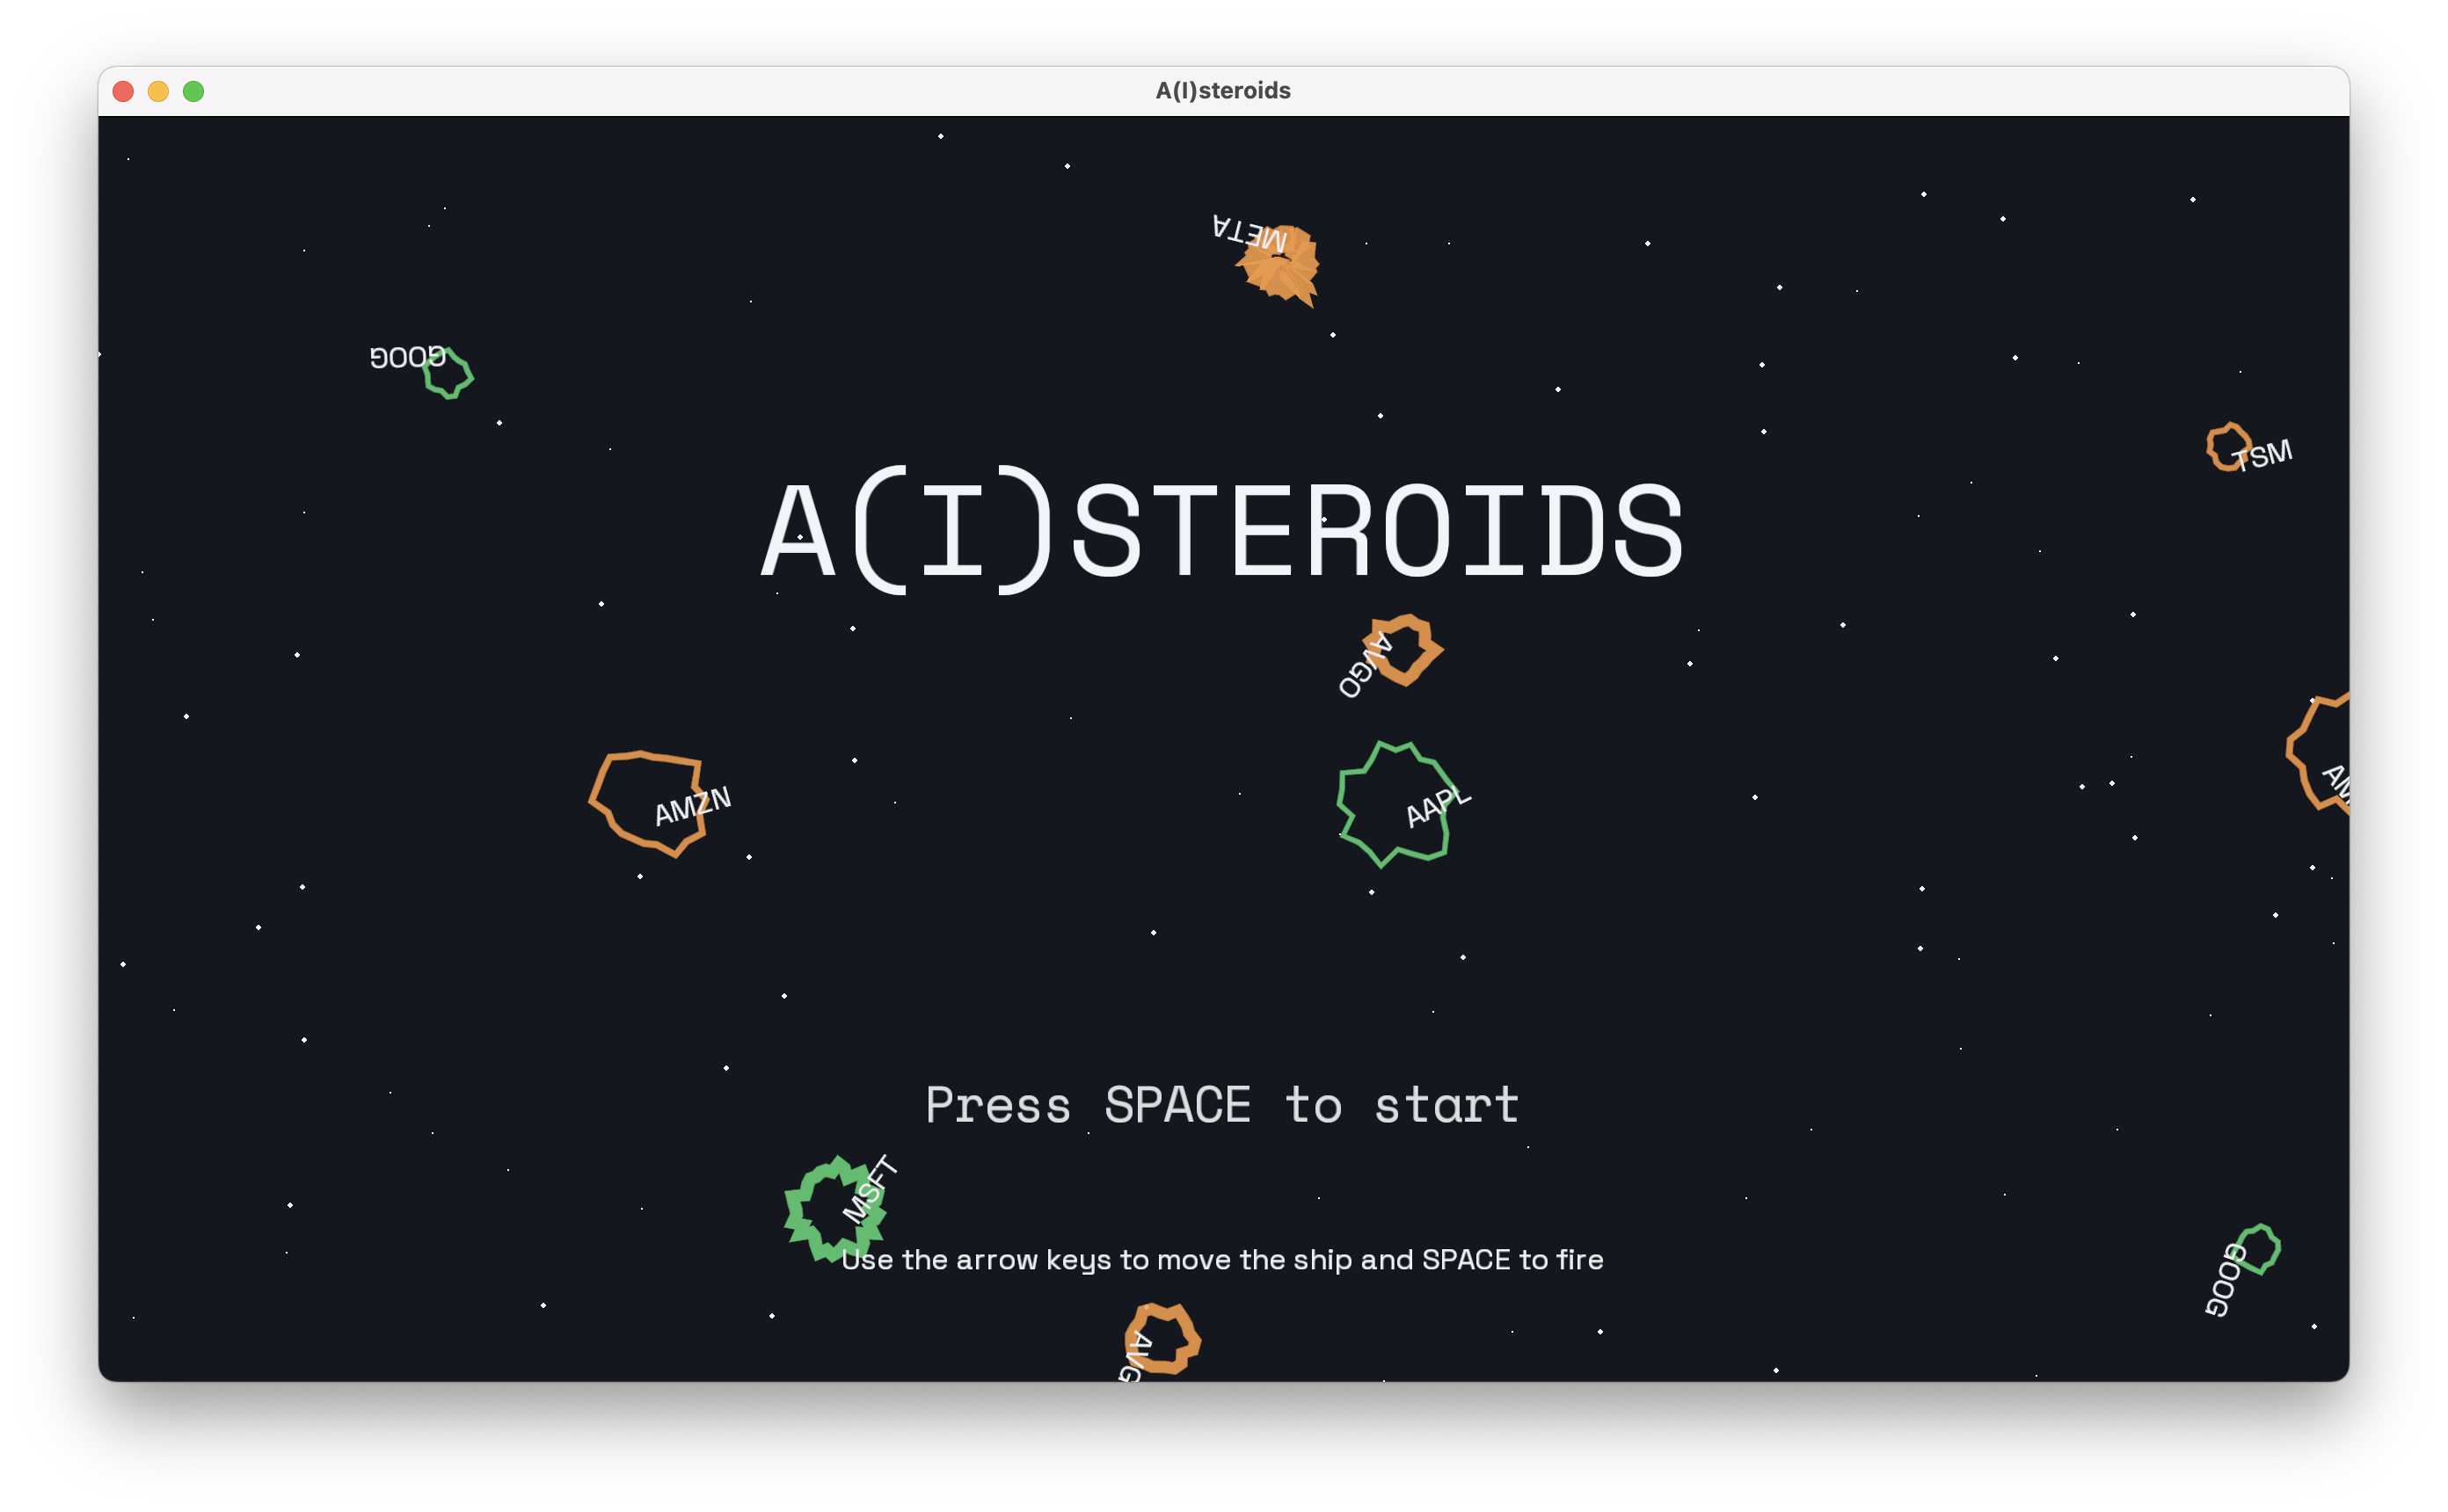 A(I)steroids
META
GOOG
TSM
A(I)STEROIDS
AVGO
AMZN
AAPL
Press SPACE to start
MSFT
Use the arrow keys to move the ship and SPACE to fire
GOOG